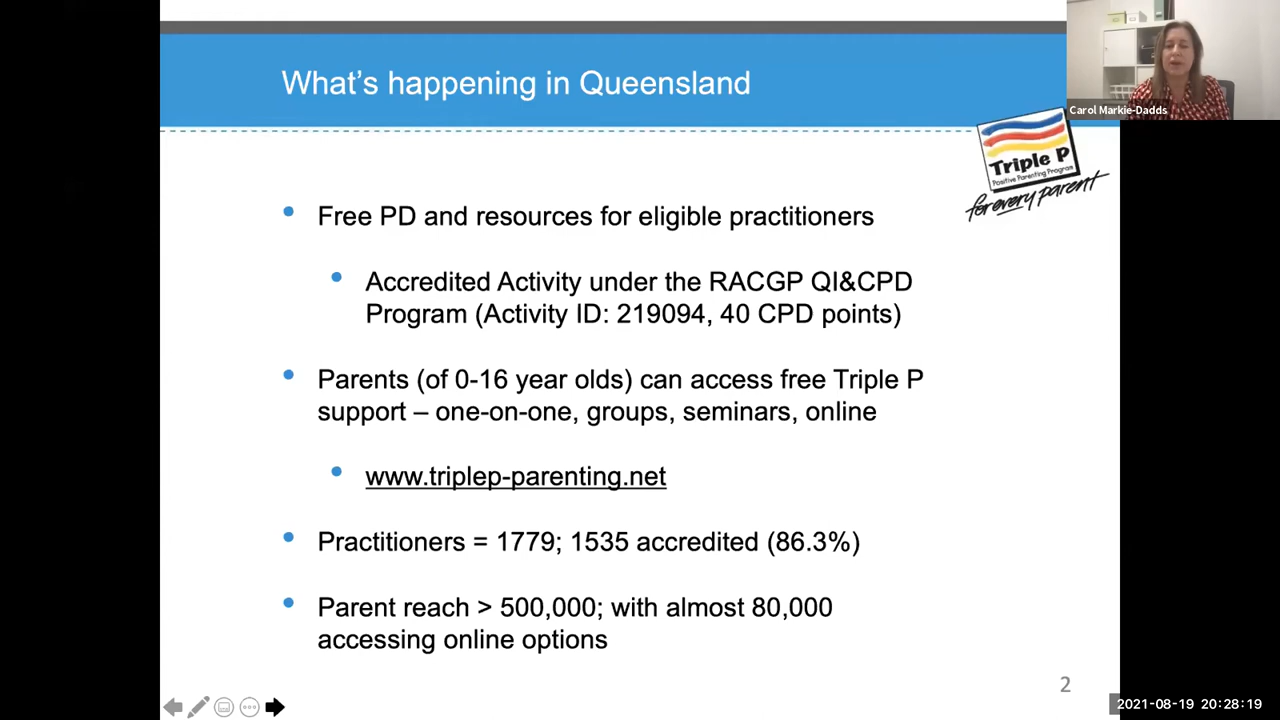 What's happening in Queensland
Carol Markie-Dadds
Triple P
Positive Parenting Program
for every parent
Free PD and resources for eligible practitioners
Accredited Activity under the RACGP QI&CPD
Program (Activity ID: 219094, 40 CPD points)
Parents (of 0-16 year olds) can access free Triple P
support – one-on-one, groups, seminars, online
www.triplep-parenting.net
Practitioners = 1779; 1535 accredited (86.3%)
Parent reach > 500,000; with almost 80,000
accessing online options
2
2021-08-19 20:28:19